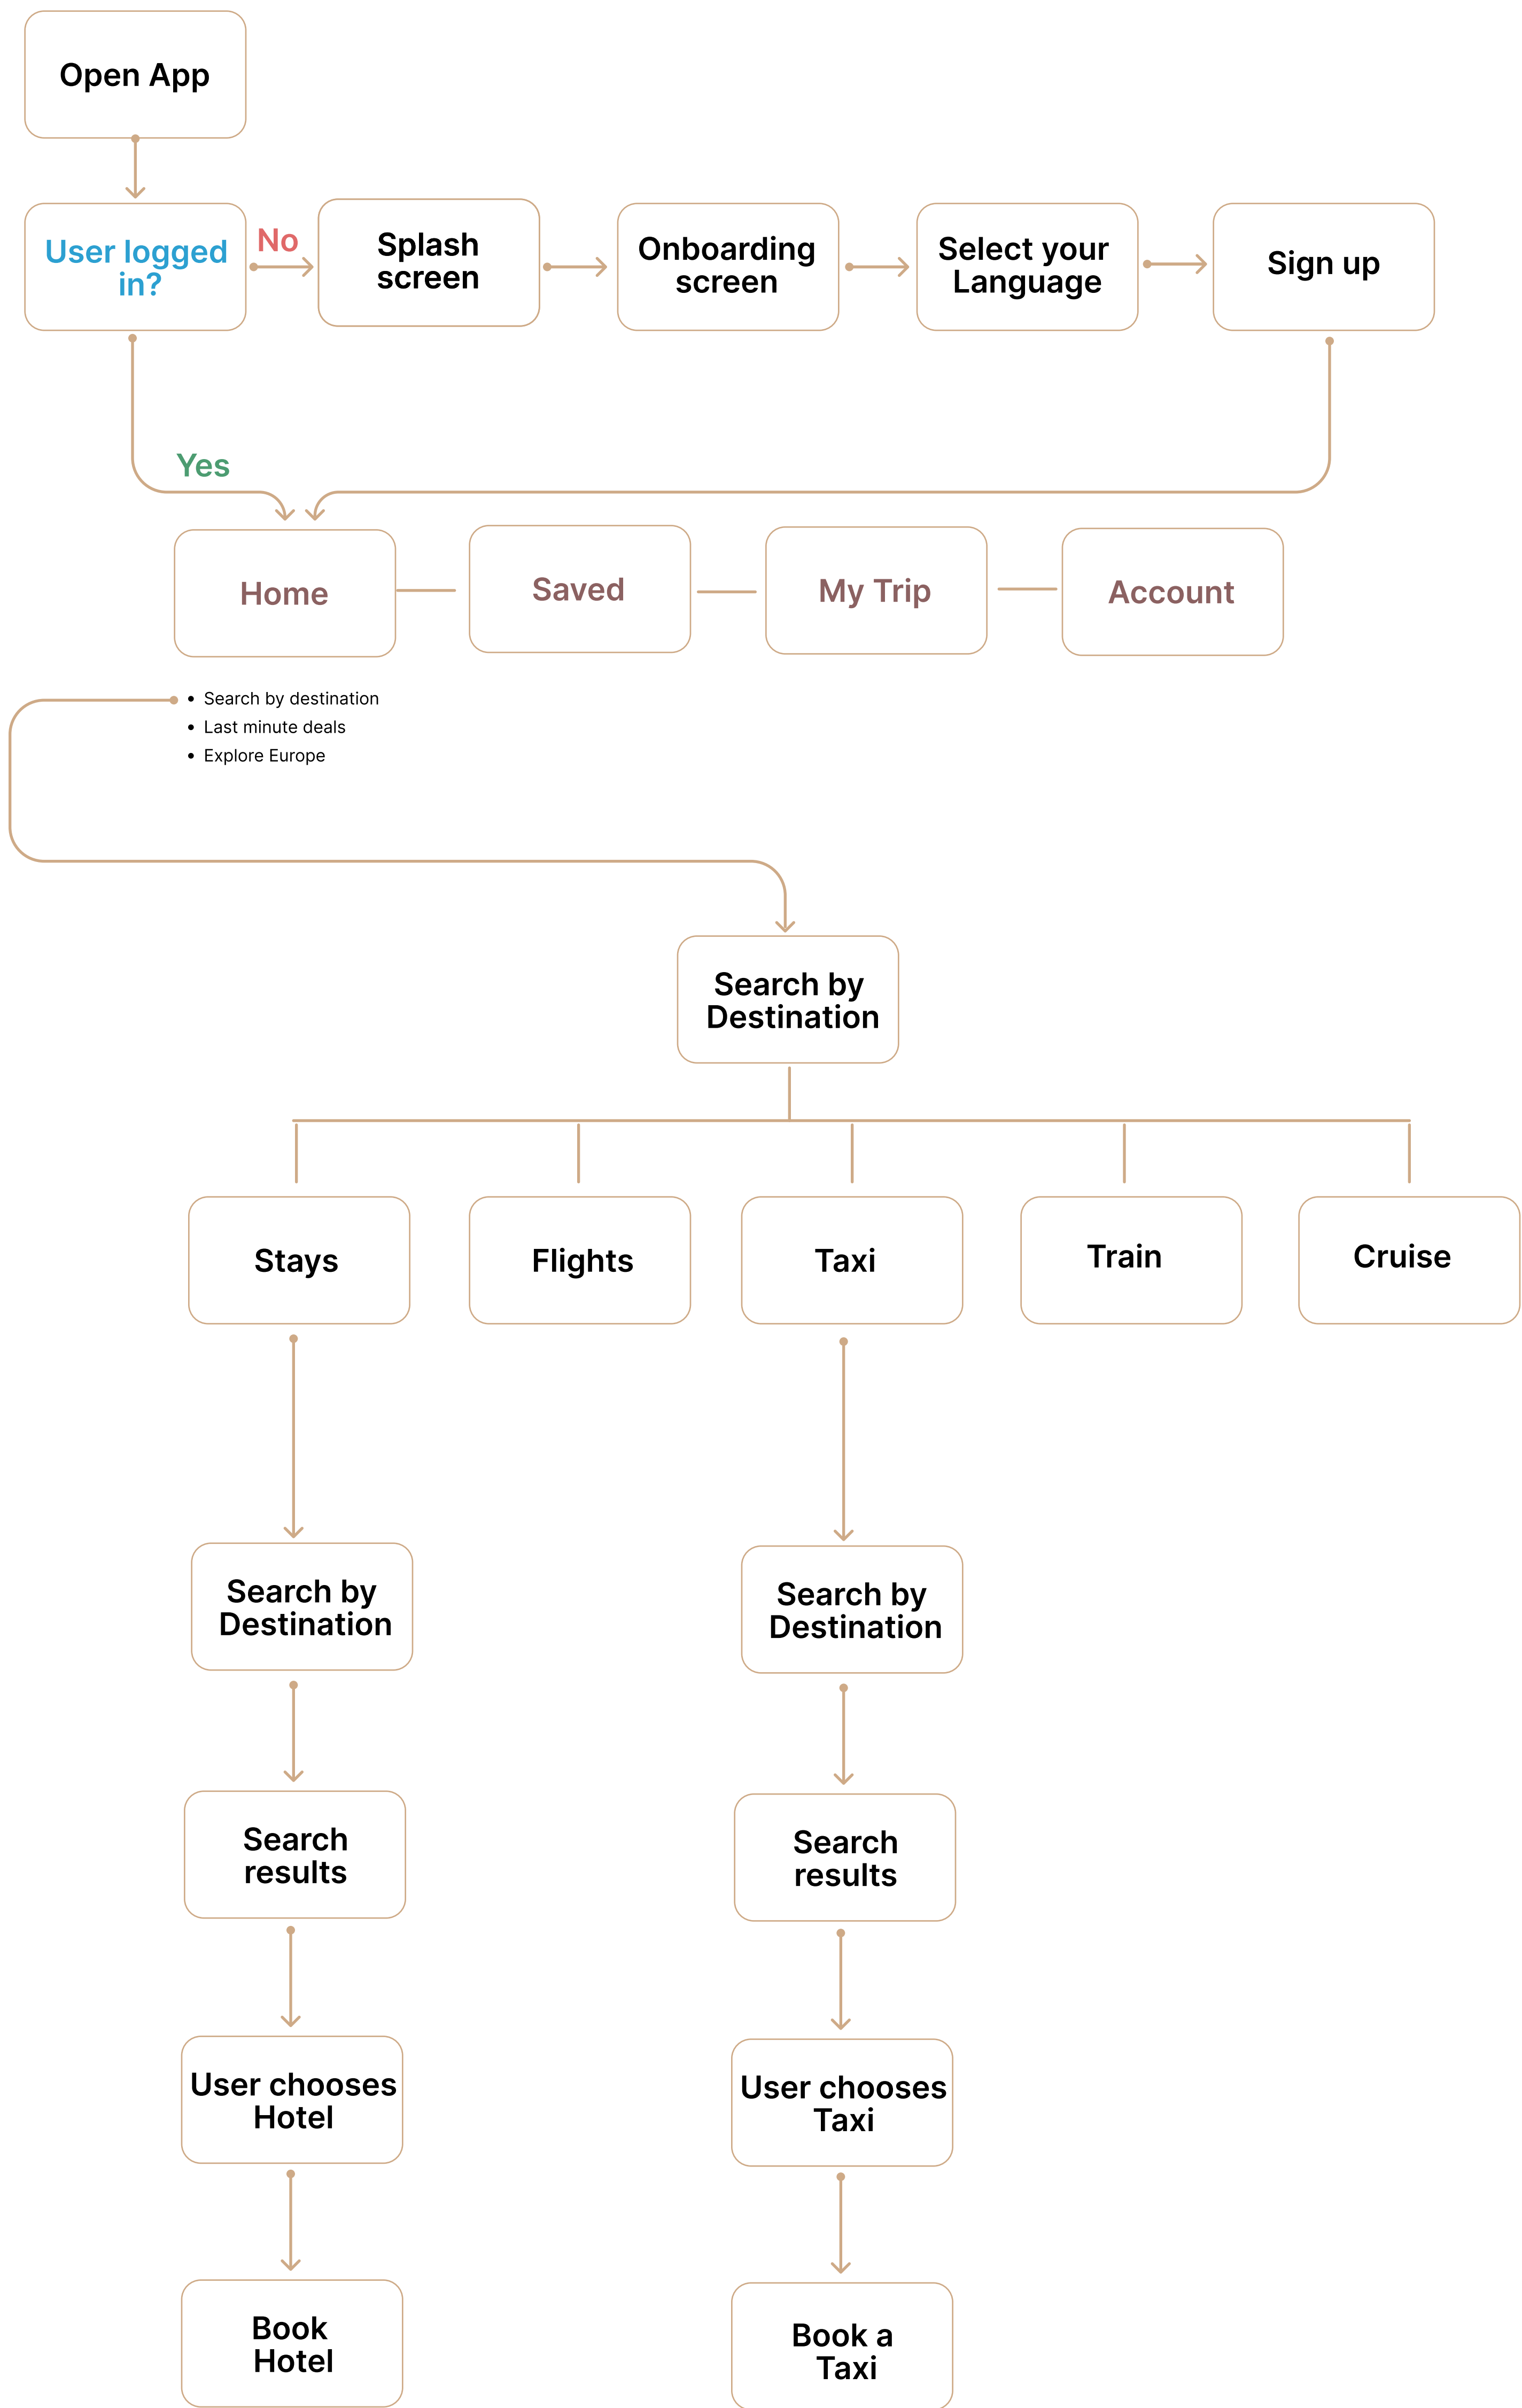 Open App
User logged
in?
No
Splash
screen
Onboarding
screen
Select your
Language
Sign up
Yes
Home
Saved
My Trip
Account
Search by destination
Last minute deals
Explore Europe
Search by
Destination
Stays
Flights
Taxi
Train
Cruise
Search by
Destination
Search by
Destination
Search
results
Search
results
User chooses
Hotel
User chooses
Taxi
Book
Hotel
Book a
Taxi